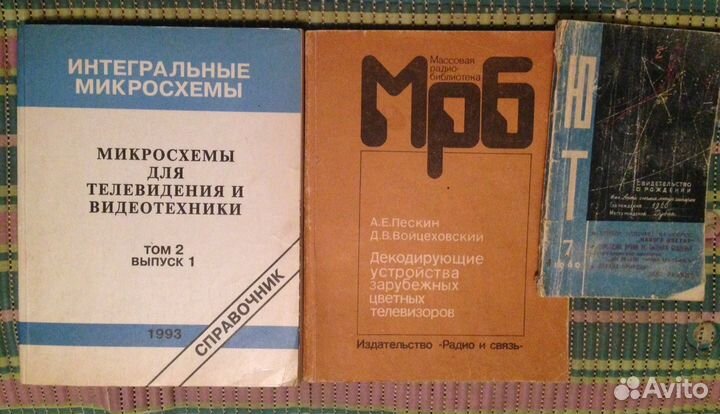 ИНТЕГРАЛЬНЫЕ
МИКРОСХЕМЫ
МИКРОСХЕМЫ
ДЛЯ
ТЕЛЕВИДЕНИЯ И
ВИДЕОТЕХНИКИ
ТОМ 2
ВЫПУСК 1
1993
СПРАВОЧНИК
Массовая
радио-
библиотека
Мрб
А.Е.Пескин
Д.В.Войцеховский
Декодирующие
устройства
зарубежных
цветных
телевизоров
Издательство «Радио и связь»
ЮТ
СВИДЕТЕЛЬСТВО
О РОЖДЕНИИ
7
Avito